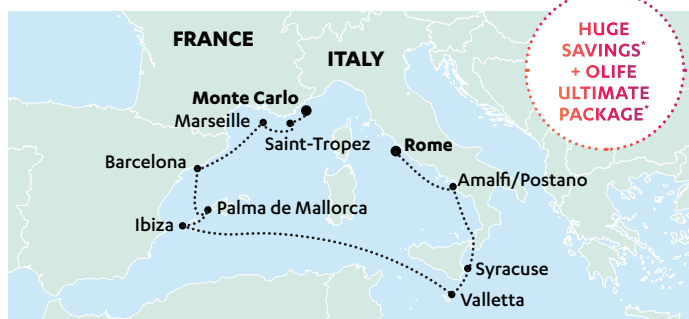 HUGE
SAVINGS*
+ OLIFE
ULTIMATE
PACKAGE*
FRANCE
ITALY
Monte Carlo
Marseille
Saint-Tropez
Rome
Barcelona
Amalfi/Postano
Palma de Mallorca
Ibiza
Syracuse
Valletta